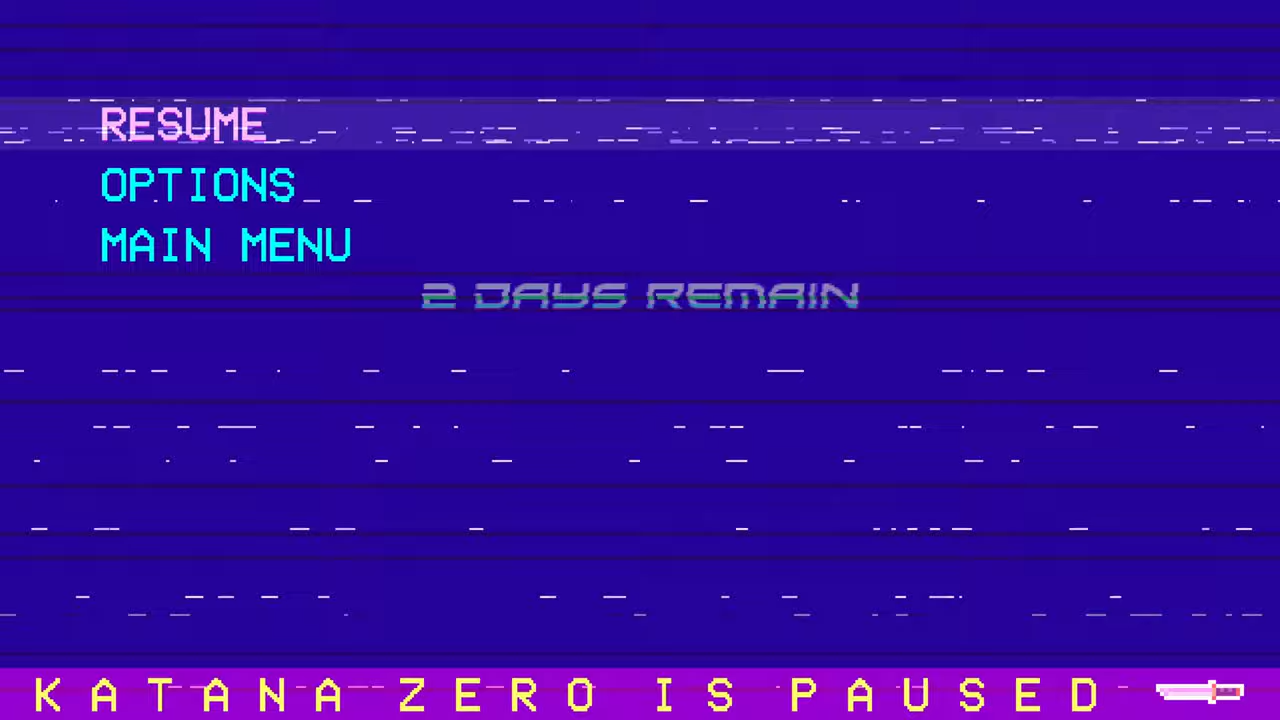 RESUME
OPTIONS
MAIN MENU
2 DAYS REMAIN
KATANA ZERO IS PAUSED